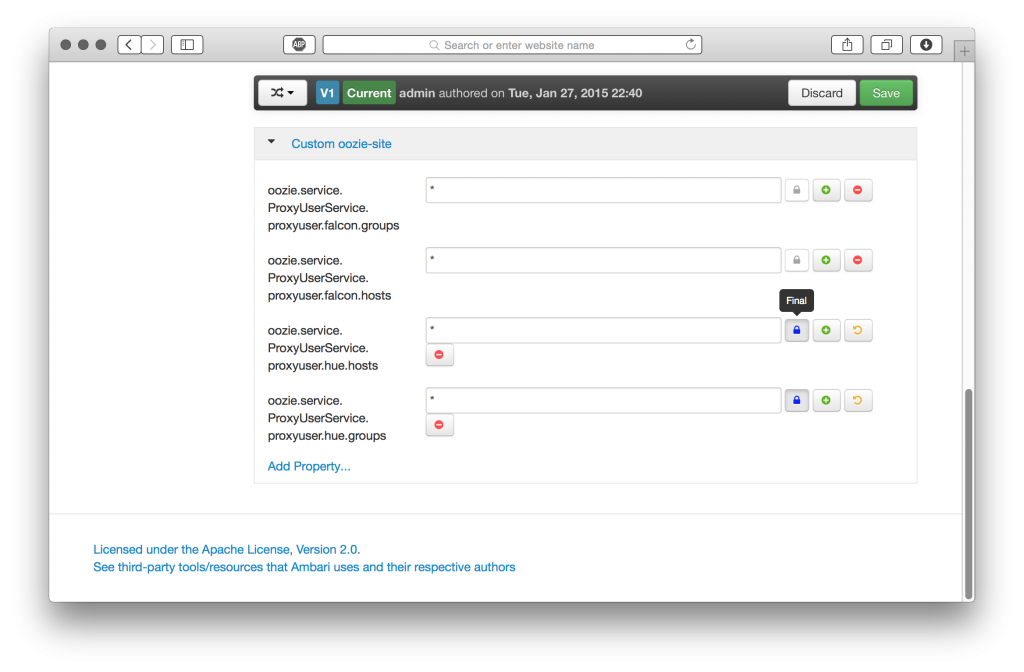 ABP
Search or enter website name
V1 Current admin authored on Tue, Jan 27, 2015 22:40 Discard Save
Custom oozie-site
oozie.service.
ProxyUserService.
proxyuser.falcon.groups
*
oozie.service.
ProxyUserService.
proxyuser.falcon.hosts
*
Final
oozie.service.
ProxyUserService.
proxyuser.hue.hosts
*
oozie.service.
ProxyUserService.
proxyuser.hue.groups
*
Add Property...
Licensed under the Apache License, Version 2.0.
See third-party tools/resources that Ambari uses and their respective authors